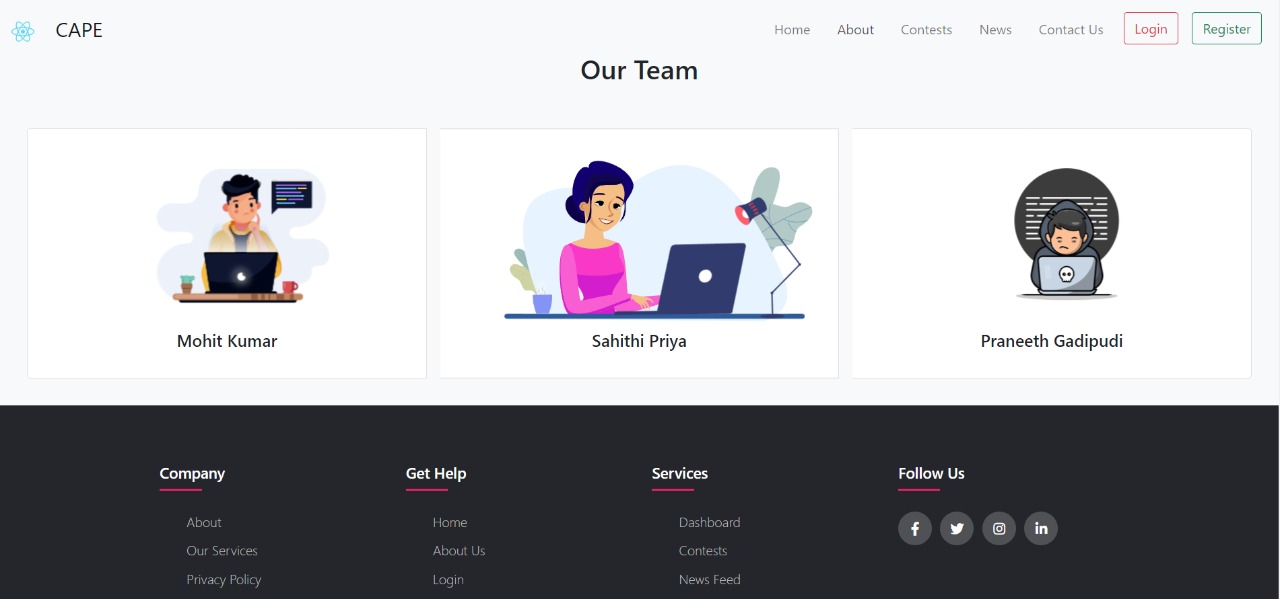 CAPE
Home About Contests News Contact Us Login Register
Our Team
Mohit Kumar
Sahithi Priya
Praneeth Gadipudi
Company
About
Our Services
Privacy Policy
Get Help
Home
About Us
Login
Services
Dashboard
Contests
News Feed
Follow Us